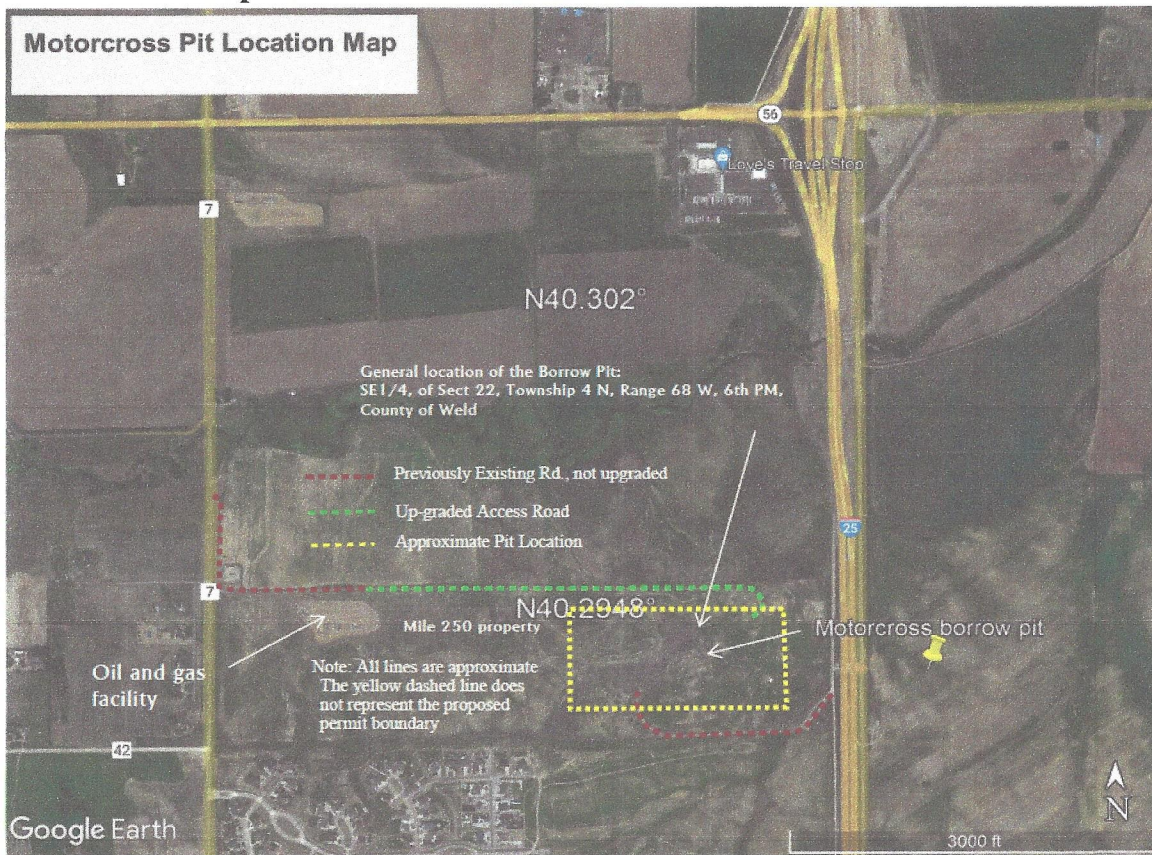 Motorcross Pit Location Map
56
Love's Travel Stop
7
N40.302°
General location of the Borrow Pit:
SE1/4, of Sect 22, Township 4 N, Range 68 W, 6th PM,
County of Weld
Previously Existing Rd., not upgraded
Up-graded Access Road
Approximate Pit Location
25
7
N40.2948°
Mile 250 property
Motorcross borrow pit
Oil and gas
facility
Note: All lines are approximate
The yellow dashed line does
not represent the proposed
permit boundary
42
N
Google Earth
3000 ft